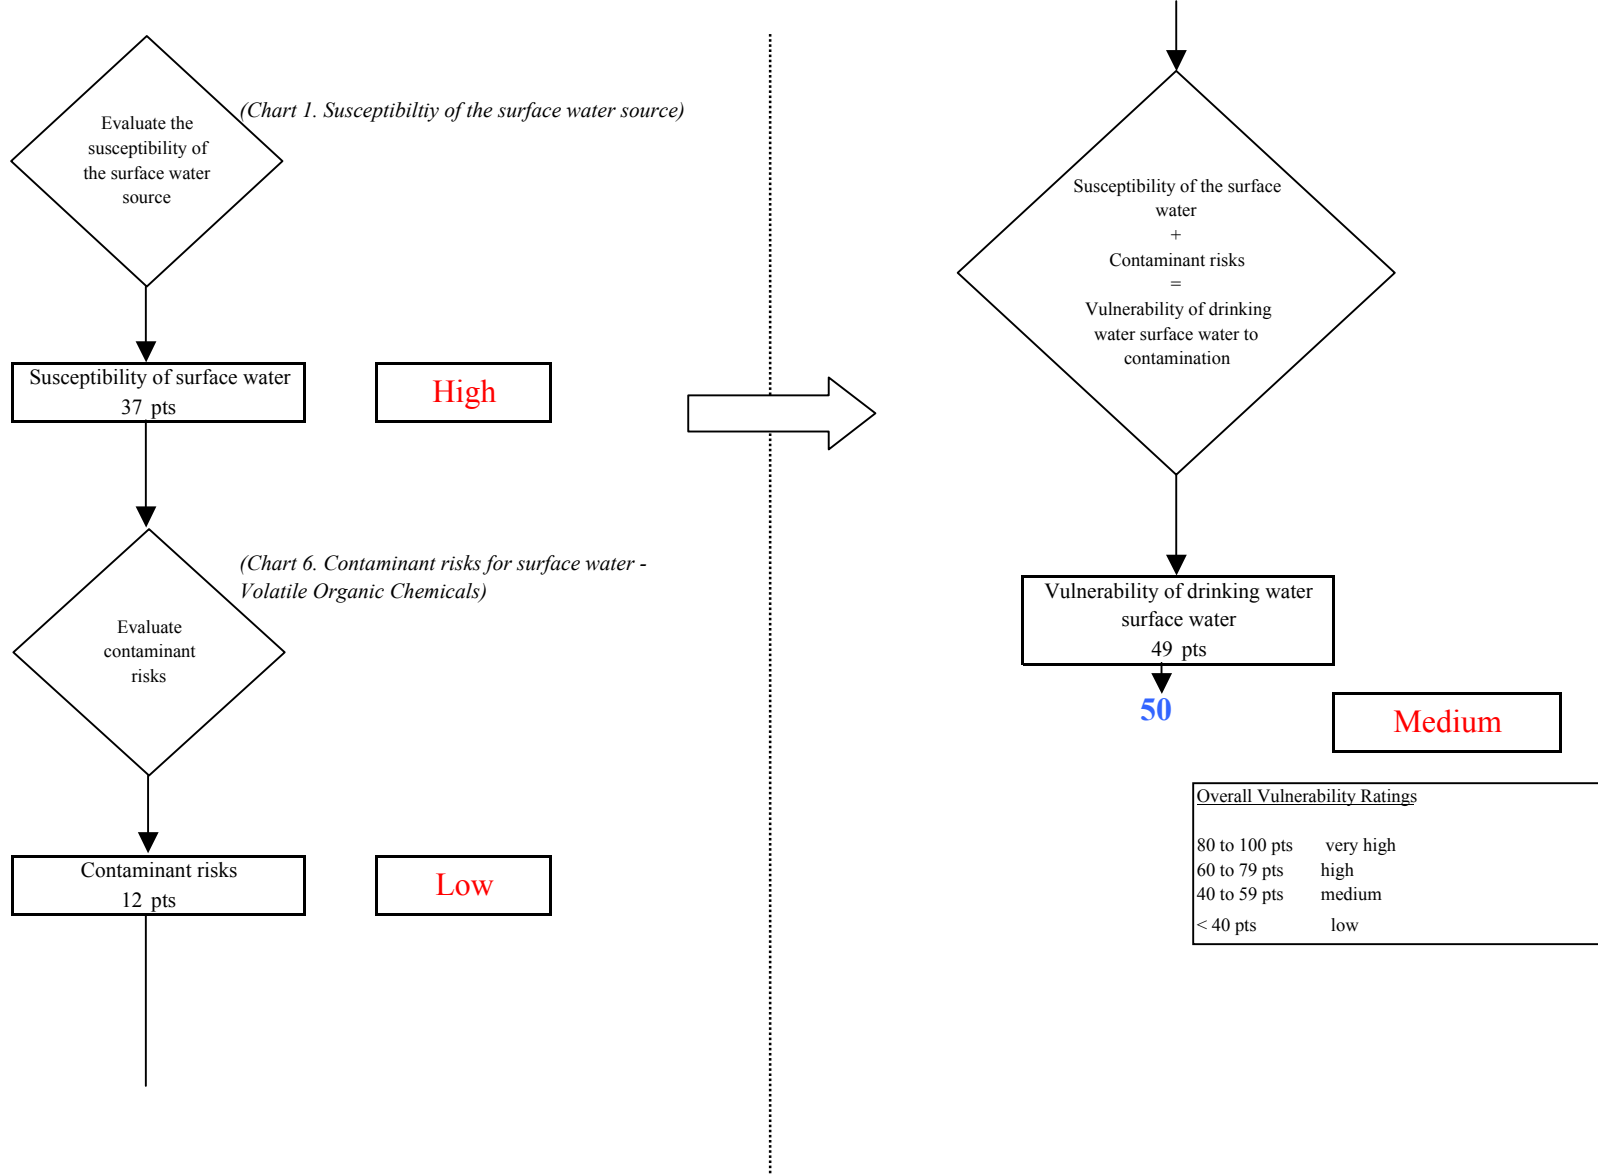 Evaluate the
susceptibility of
the surface water
source
(Chart 1. Susceptibiltiy of the surface water source)
Susceptibility of surface water
37 pts
High
(Chart 6. Contaminant risks for surface water -
Volatile Organic Chemicals)
Evaluate
contaminant
risks
Contaminant risks
12 pts
Low
Susceptibility of the surface
water
+
Contaminant risks
=
Vulnerability of drinking
water surface water to
contamination
Vulnerability of drinking water
surface water
49 pts
50
Medium
Overall Vulnerability Ratings
80 to 100 pts very high
60 to 79 pts high
40 to 59 pts medium
< 40 pts low